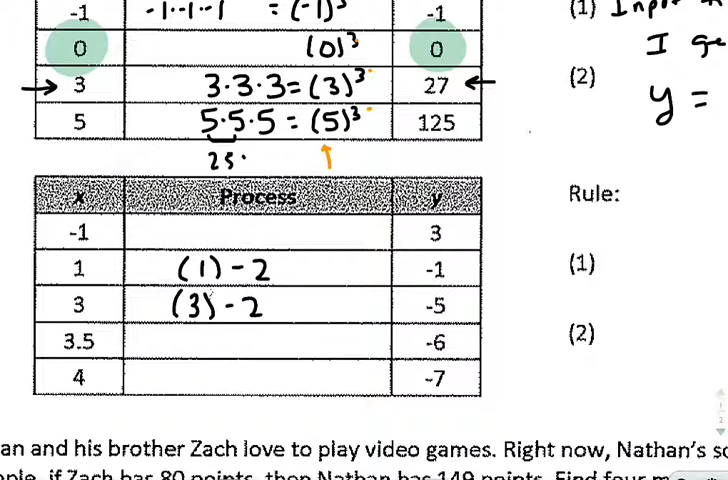 -1 -1·-1·-1 = (-1)³ -1
0 (0)³ 0
3 3·3·3 = (3)³ 27
5 5·5·5 = (5)³ 125
25·
(1) Input
I ge
(2)
y =
x Process y
-1 3
1 (1) - 2 -1
3 (3) - 2 -5
3.5 -6
4 -7
Rule:
(1)
(2)
an and his brother Zach love to play video games. Right now, Nathan's sc
ople, if Zach has 80 points, then Nathan has 149 points. Find four m